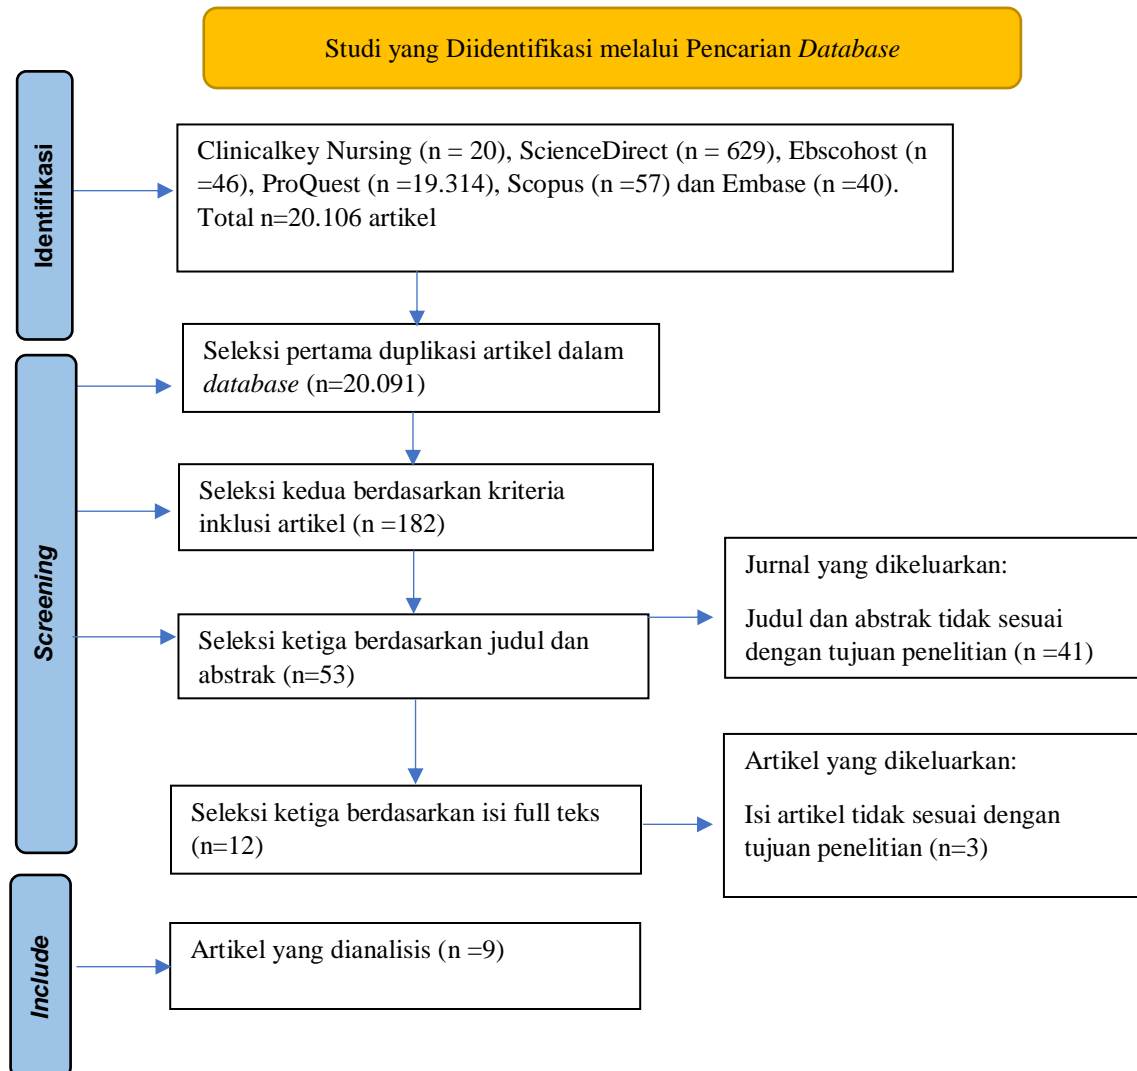 Studi yang Diidentifikasi melalui Pencarian Database
Identifikasi
Clinicalkey Nursing (n = 20), ScienceDirect (n = 629), Ebscohost (n
=46), ProQuest (n =19.314), Scopus (n =57) dan Embase (n =40).
Total n=20.106 artikel
Screening
Seleksi pertama duplikasi artikel dalam
database (n=20.091)
Seleksi kedua berdasarkan kriteria
inklusi artikel (n =182)
Seleksi ketiga berdasarkan judul dan
abstrak (n=53)
Jurnal yang dikeluarkan:
Judul dan abstrak tidak sesuai
dengan tujuan penelitian (n =41)
Seleksi ketiga berdasarkan isi full teks
(n=12)
Artikel yang dikeluarkan:
Isi artikel tidak sesuai dengan
tujuan penelitian (n=3)
Include
Artikel yang dianalisis (n =9)